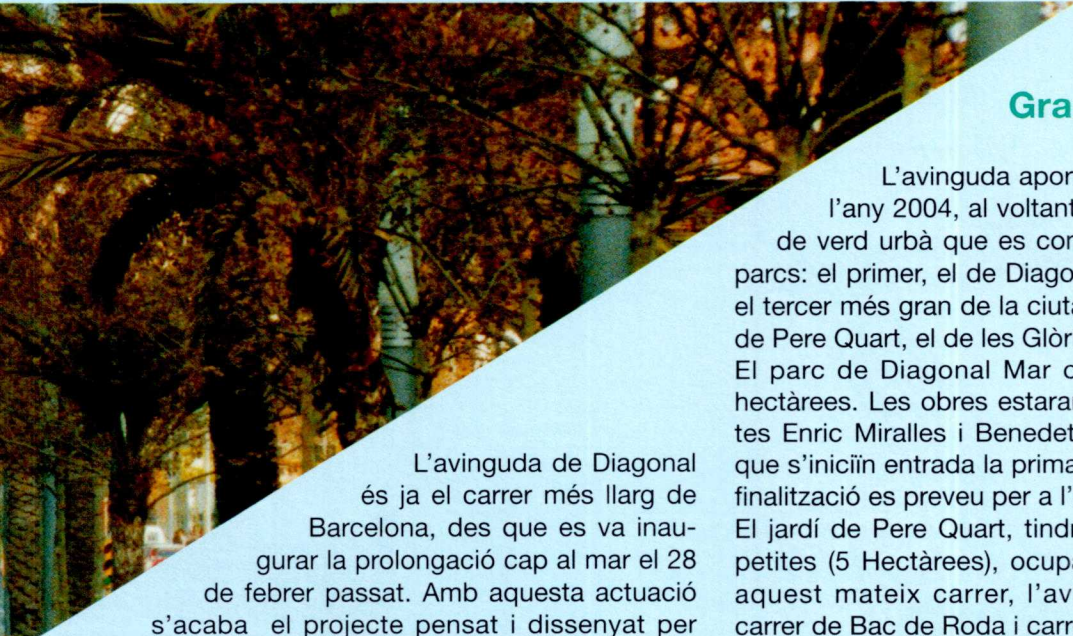 L'avinguda de Diagonal
és ja el carrer més llarg de
Barcelona, des que es va inau-
gurar la prolongació cap al mar el 28
de febrer passat. Amb aquesta actuació
s'acaba el projecte pensat i dissenyat per
Gra
L'avinguda apor
l'any 2004, al voltant
de verd urbà que es co
parcs: el primer, el de Diago
el tercer més gran de la ciuta
de Pere Quart, el de les Glòr
El parc de Diagonal Mar
hectàrees. Les obres estara
tes Enric Miralles i Benedet
que s'iniciïn entrada la prima
finalització es preveu per a l'
El jardí de Pere Quart, tind
petites (5 Hectàrees), ocup
aquest mateix carrer, l'av
carrer de Bac de Roda i carr